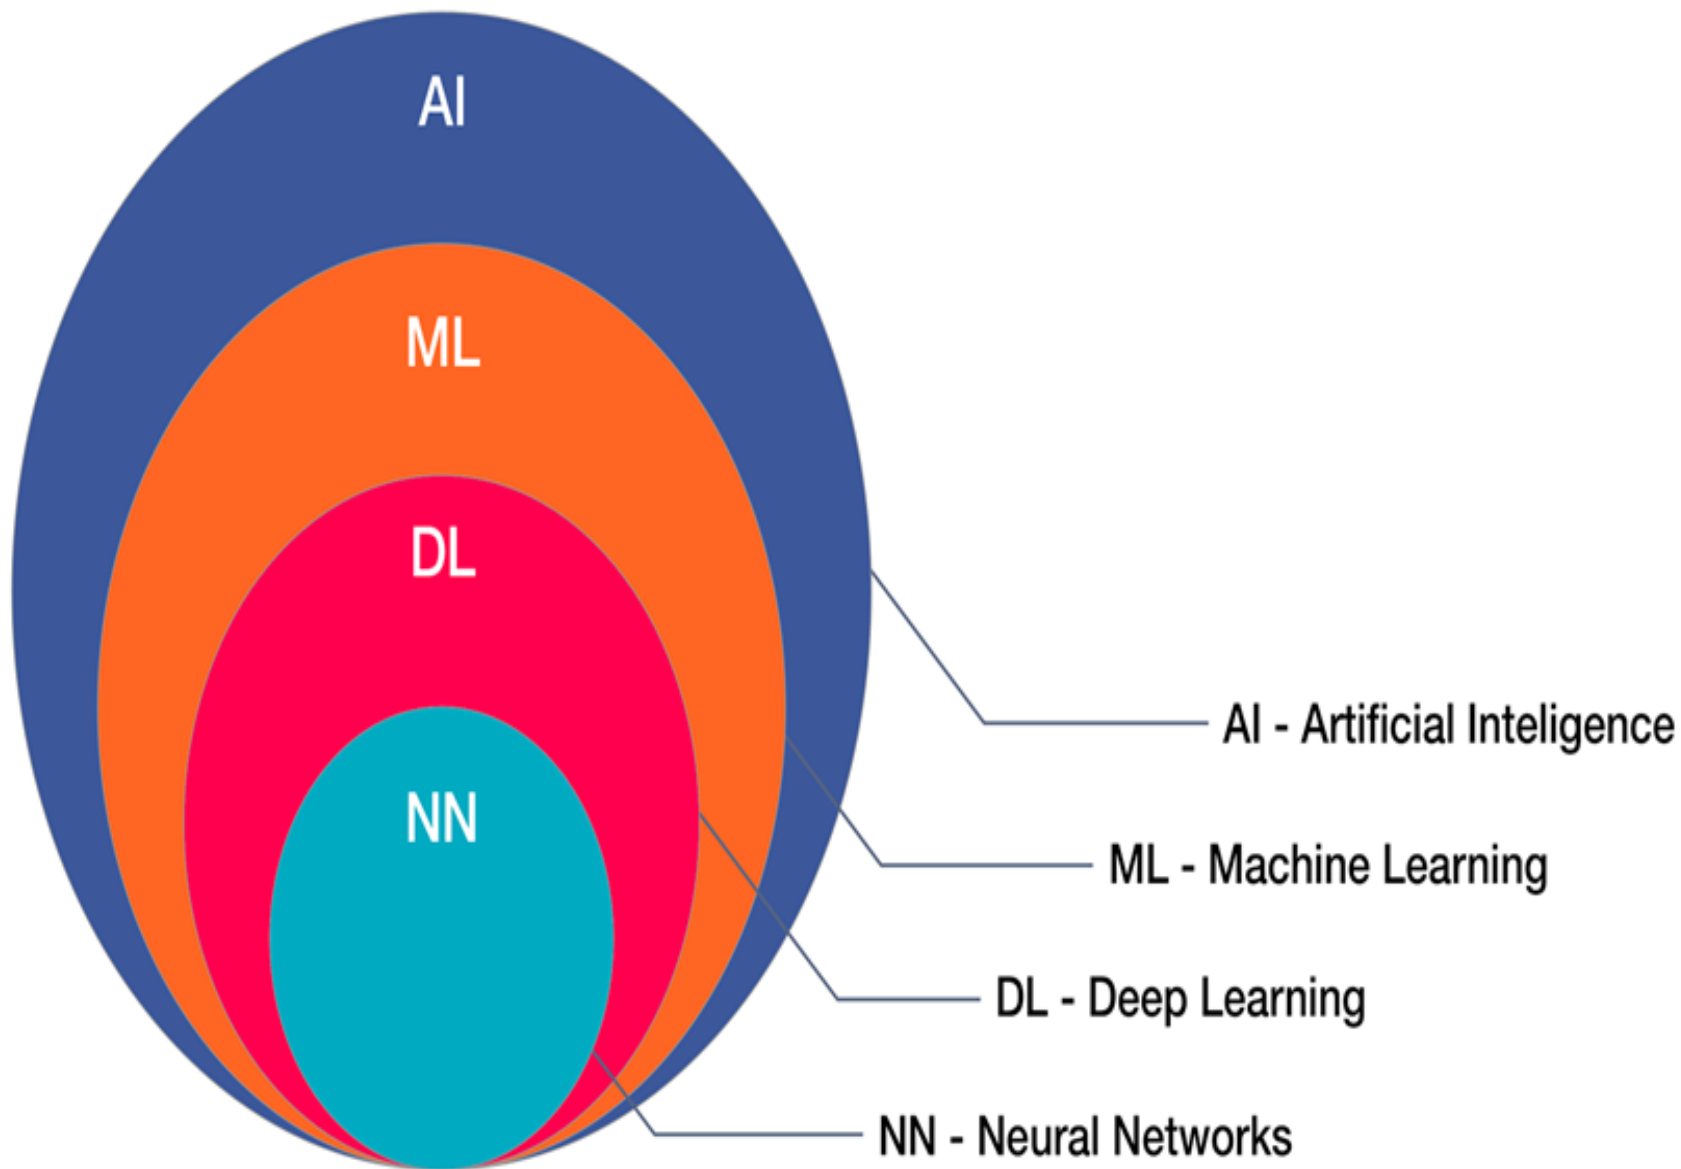 AI
ML
DL
NN
AI - Artificial Inteligence
ML - Machine Learning
DL - Deep Learning
NN - Neural Networks